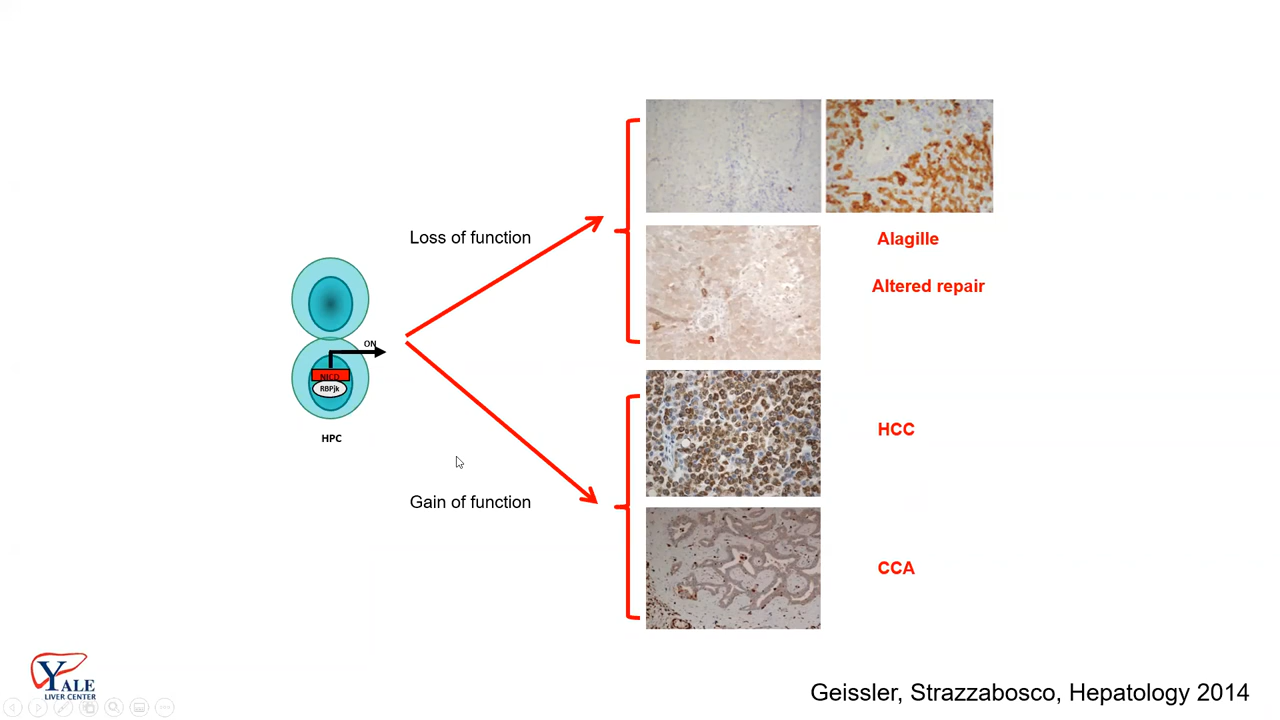 Loss of function
Alagille
Altered repair
ON
NICD
RBPjk
HPC
HCC
Gain of function
CCA
YALE
LIVER CENTER
Geissler, Strazzabosco, Hepatology 2014